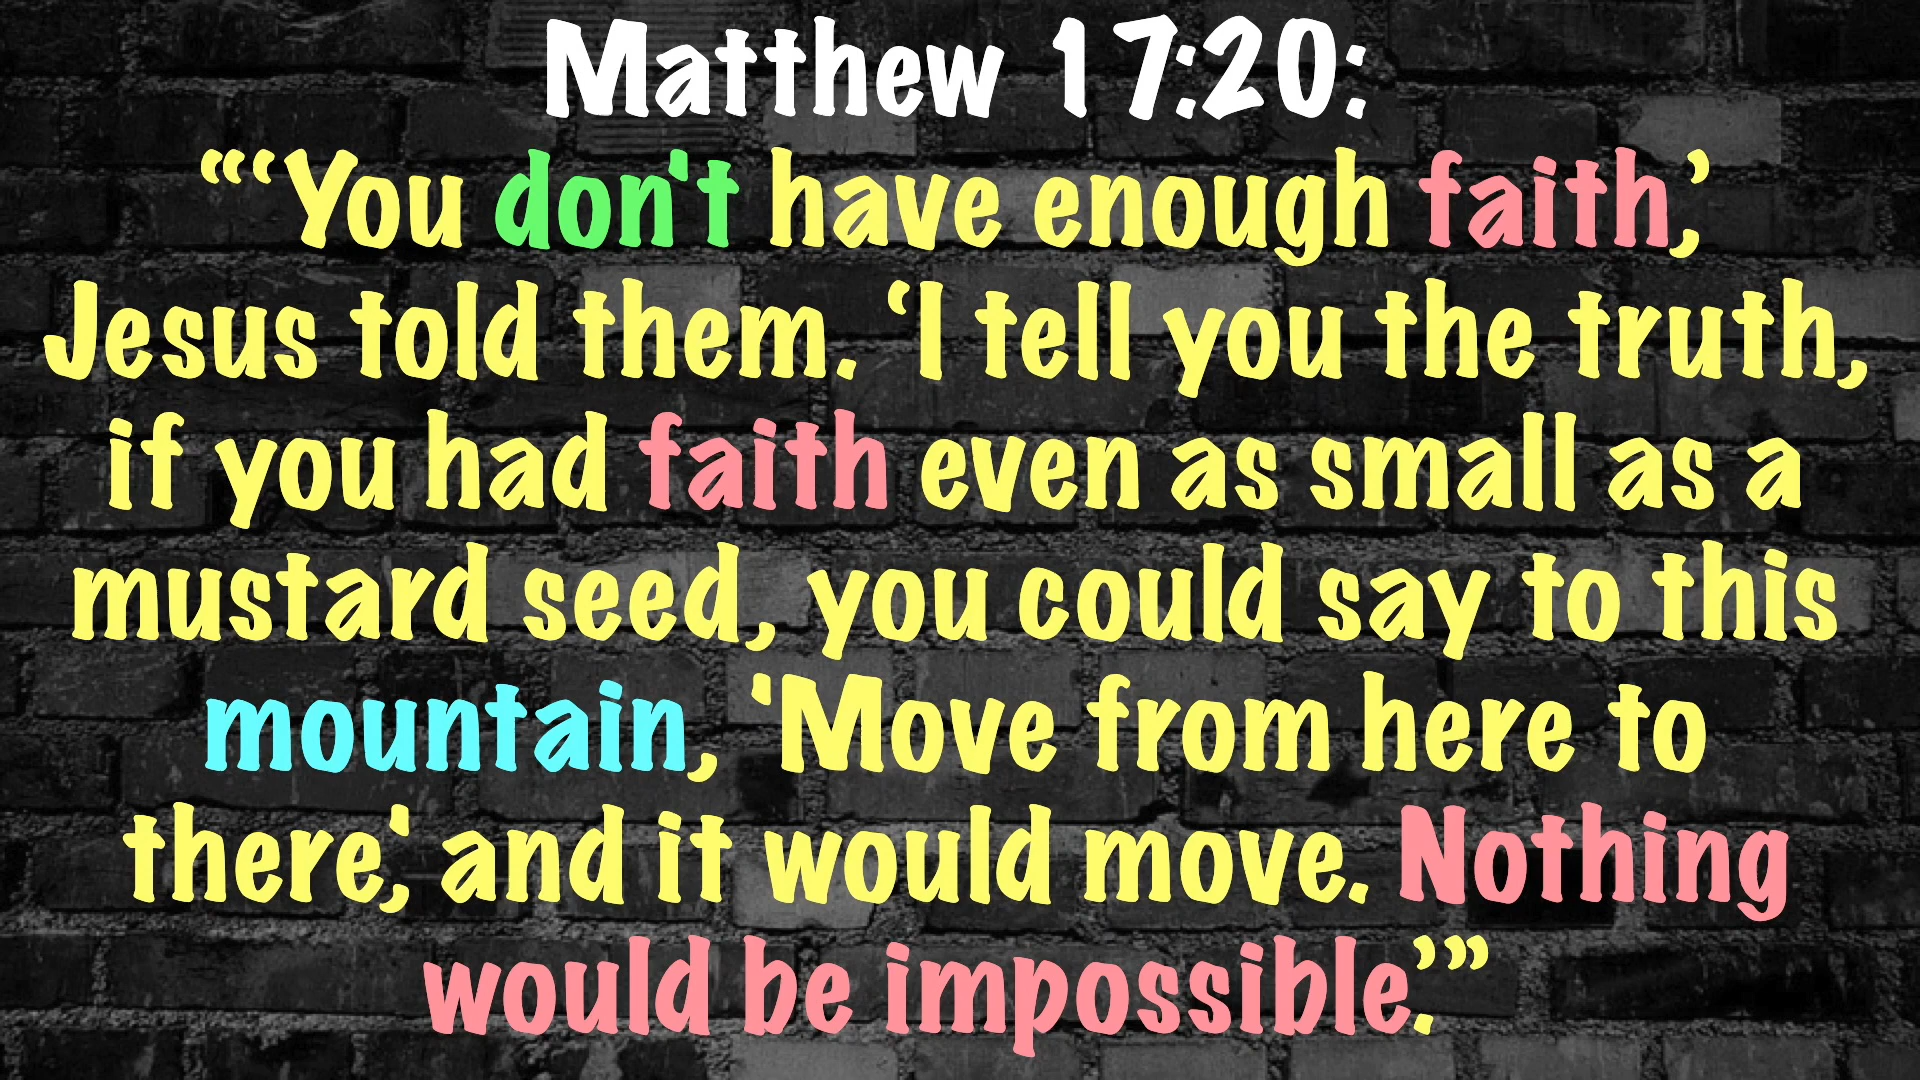 Matthew 17:20:
“‘You don‘t have enough faith,’
Jesus told them. ‘I tell you the truth,
if you had faith even as small as a
mustard seed, you could say to this
mountain, ‘Move from here to
there,‘ and it would move. Nothing
would be impossible.’”